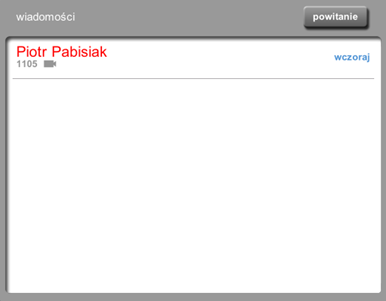 wiadomości
powitanie
Piotr Pabisiak
wczoraj
1105